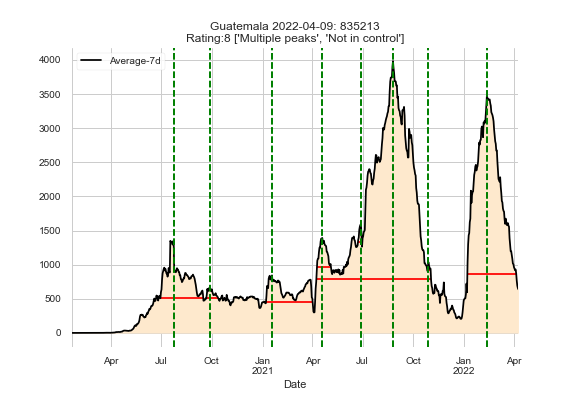 Guatemala 2022-04-09: 835213
Rating:8 ['Multiple peaks', 'Not in control']
Average-7d
4000
3500
3000
2500
2000
1500
1000
500
0
Apr
Jul
Oct
Jan
2021
Apr
Jul
Oct
Jan
2022
Apr
Date